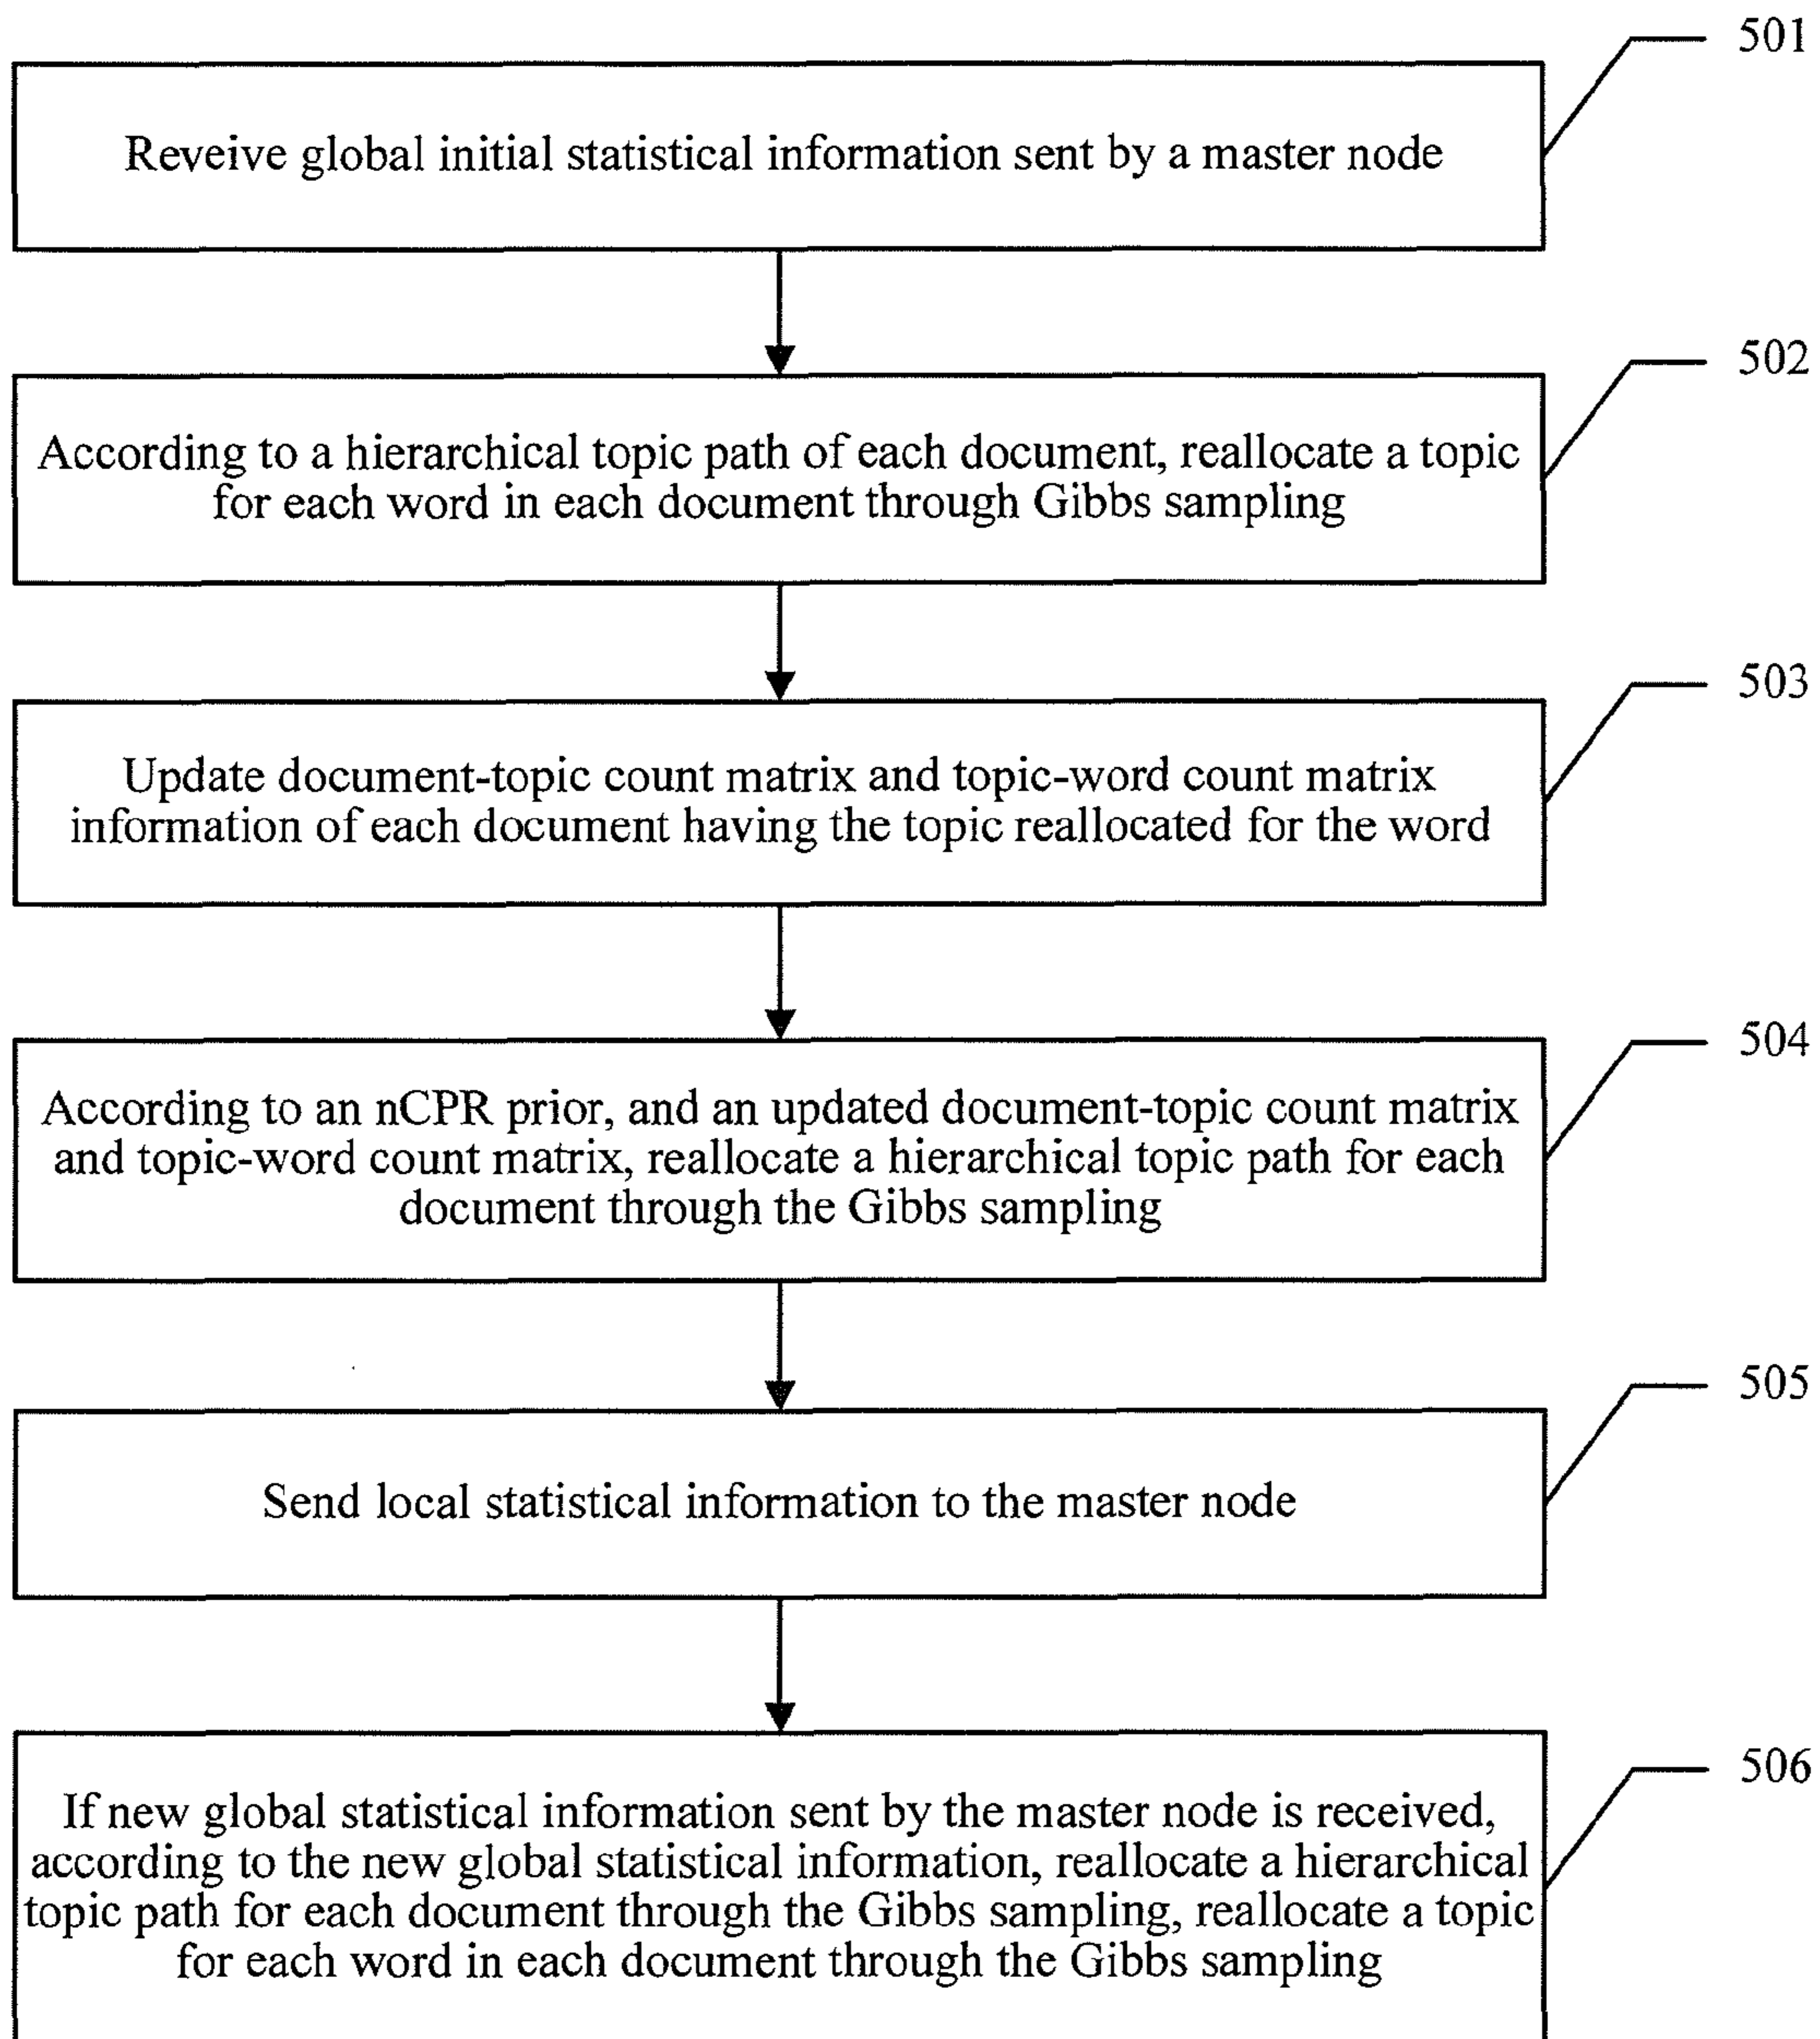 501
Reveive global initial statistical information sent by a master node
502
According to a hierarchical topic path of each document, reallocate a topic
for each word in each document through Gibbs sampling
503
Update document-topic count matrix and topic-word count matrix
information of each document having the topic reallocated for the word
504
According to an nCPR prior, and an updated document-topic count matrix
and topic-word count matrix, reallocate a hierarchical topic path for each
document through the Gibbs sampling
505
Send local statistical information to the master node
506
If new global statistical information sent by the master node is received,
according to the new global statistical information, reallocate a hierarchical
topic path for each document through the Gibbs sampling, reallocate a topic
for each word in each document through the Gibbs sampling